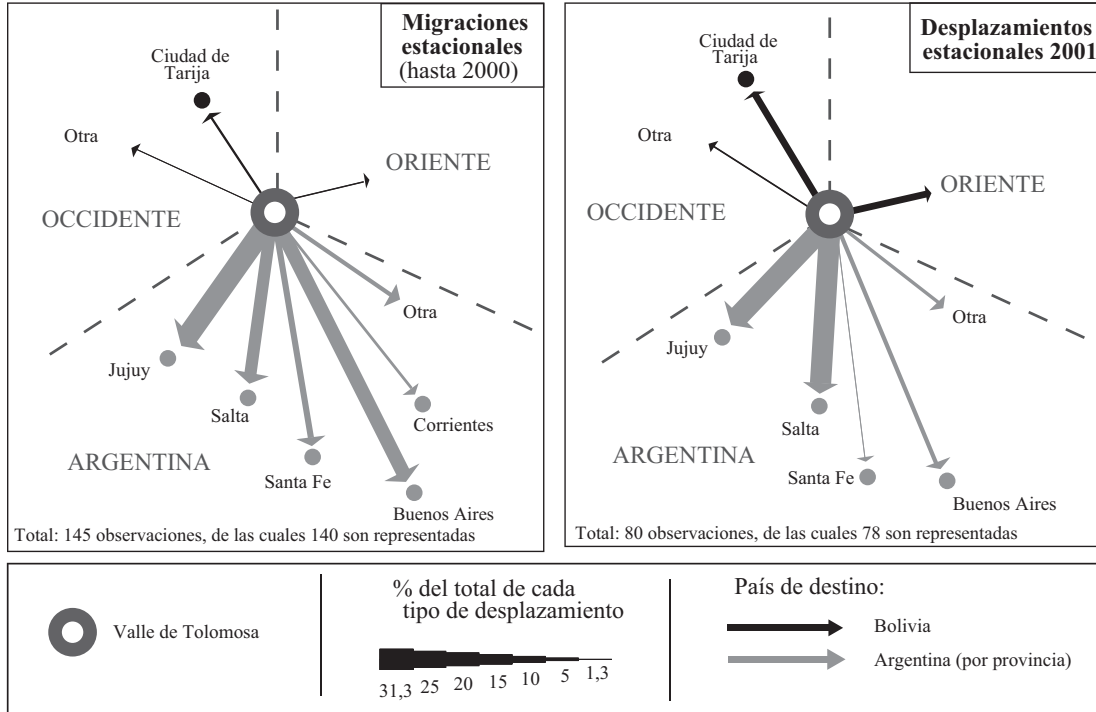 Migraciones
estacionales
(hasta 2000)
Ciudad de
Tarija
Otra
ORIENTE
OCCIDENTE
Otra
Jujuy
Salta
Corrientes
ARGENTINA
Santa Fe
Buenos Aires
Total: 145 observaciones, de las cuales 140 son representadas
Desplazamientos
estacionales 2001
Ciudad de
Tarija
Otra
ORIENTE
OCCIDENTE
Otra
Jujuy
Salta
ARGENTINA
Santa Fe
Buenos Aires
Total: 80 observaciones, de las cuales 78 son representadas
Valle de Tolomosa
% del total de cada
tipo de desplazamiento
31,3 25 20 15 10 5 1,3
País de destino:
Bolivia
Argentina (por provincia)